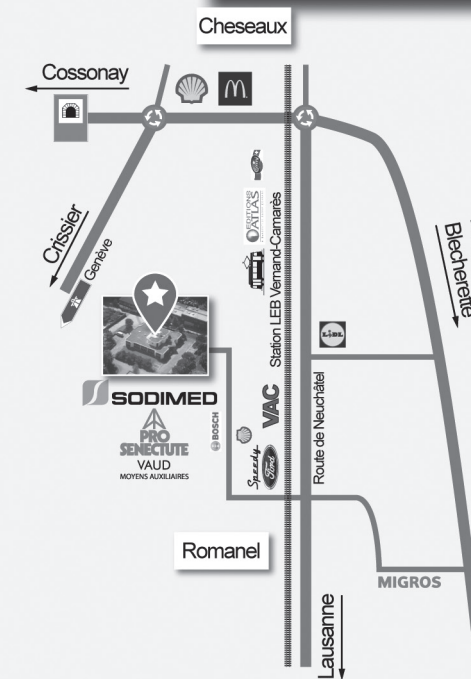 Cheseaux
Cossonay
Crissier
Genève
EDITIONS
ATLAS
Station LEB Vernand-Camarès
Blecherette
LIDL
SODIMED
PRO
SENECTUTE
VAUD
MOYENS AUXILIAIRES
BOSCH
VAC
Speedy
Ford
Route de Neuchâtel
Romanel
MIGROS
Lausanne